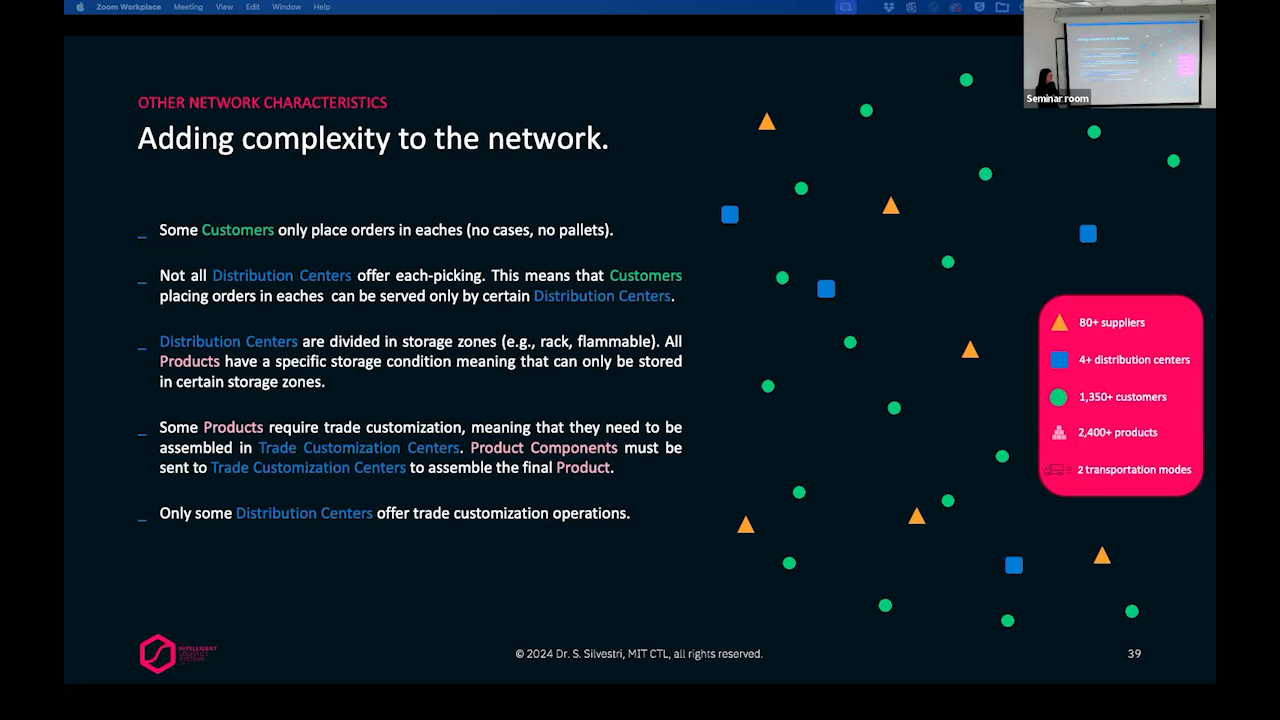 Zoom Workplace Meeting View Edit Window Help
Seminar room
OTHER NETWORK CHARACTERISTICS
Adding complexity to the network.
_ Some Customers only place orders in eaches (no cases, no pallets).
_ Not all Distribution Centers offer each-picking. This means that Customers
placing orders in eaches can be served only by certain Distribution Centers.
_ Distribution Centers are divided in storage zones (e.g., rack, flammable). All
Products have a specific storage condition meaning that can only be stored
in certain storage zones.
_ Some Products require trade customization, meaning that they need to be
assembled in Trade Customization Centers. Product Components must be
sent to Trade Customization Centers to assemble the final Product.
_ Only some Distribution Centers offer trade customization operations.
80+ suppliers
4+ distribution centers
1,350+ customers
2,400+ products
2 transportation modes
INTELLIGENT
LOGISTICS
SYSTEMS
© 2024 Dr. S. Silvestri, MIT CTL, all rights reserved.
39